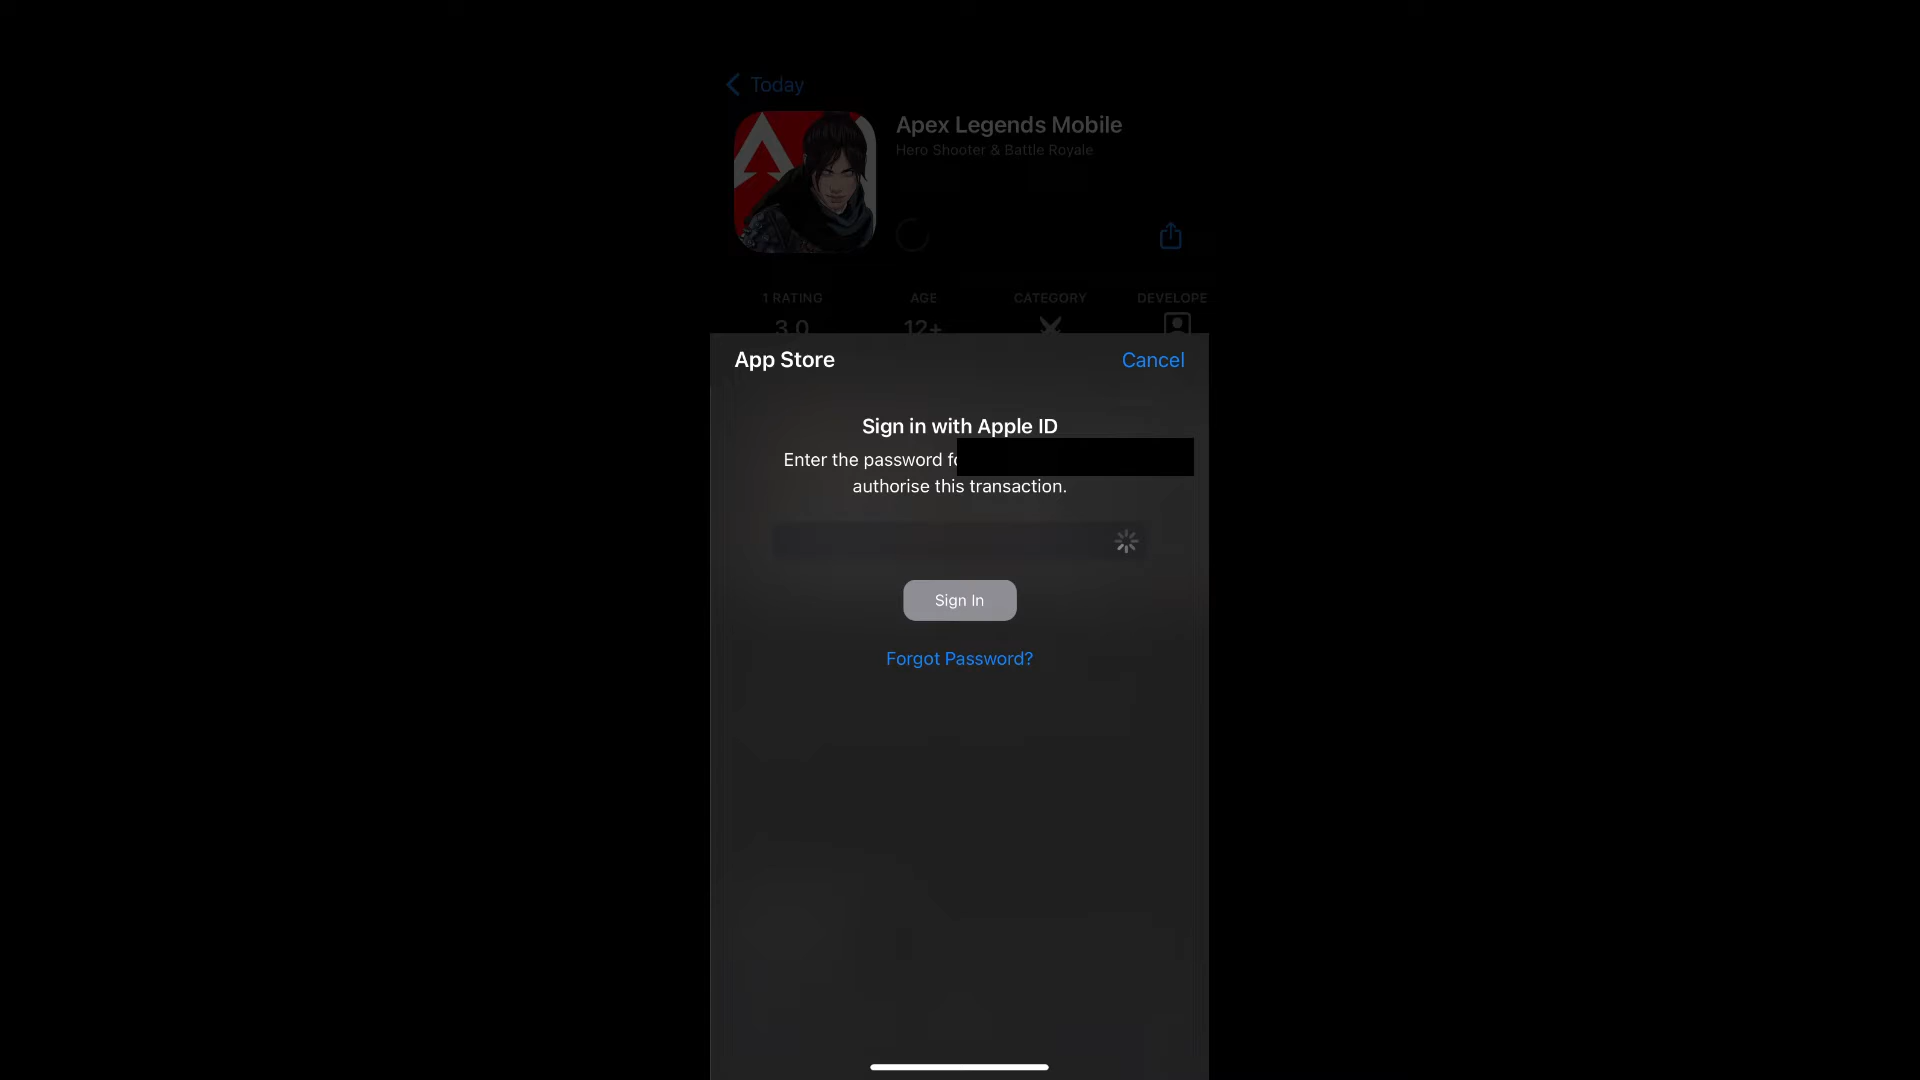 Today
Apex Legends Mobile
Hero Shooter & Battle Royale
1 RATING
AGE
CATEGORY
DEVELOPE
3.0
12+
App Store
Cancel
Sign in with Apple ID
Enter the password fo
authorise this transaction.
Sign In
Forgot Password?